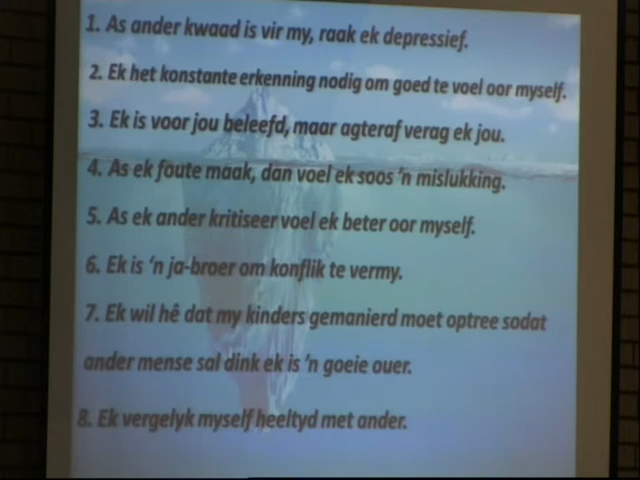 1. As ander kwaad is vir my, raak ek depressief.
2. Ek het konstante erkenning nodig om goed te voel oor myself.
3. Ek is voor jou beleefd, maar agteraf verag ek jou.
4. As ek foute maak, dan voel ek soos 'n mislukking.
5. As ek ander kritiseer voel ek beter oor myself.
6. Ek is 'n ja-broer om konflik te vermy.
7. Ek wil hê dat my kinders gemanierd moet optree sodat
ander mense sal dink ek is 'n goeie ouer.
8. Ek vergelyk myself heeltyd met ander.